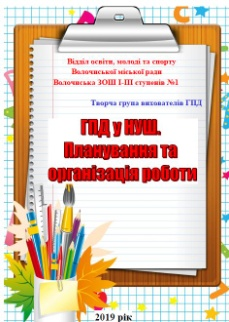 Відділ освіти, молоді та спорту
Волочиської міської ради
Волочиська ЗОШ І-ІІІ ступенів №1
Творча група вихователів ГПД
ГПД у НУШ.
Планування та
організація роботи
2019 рік